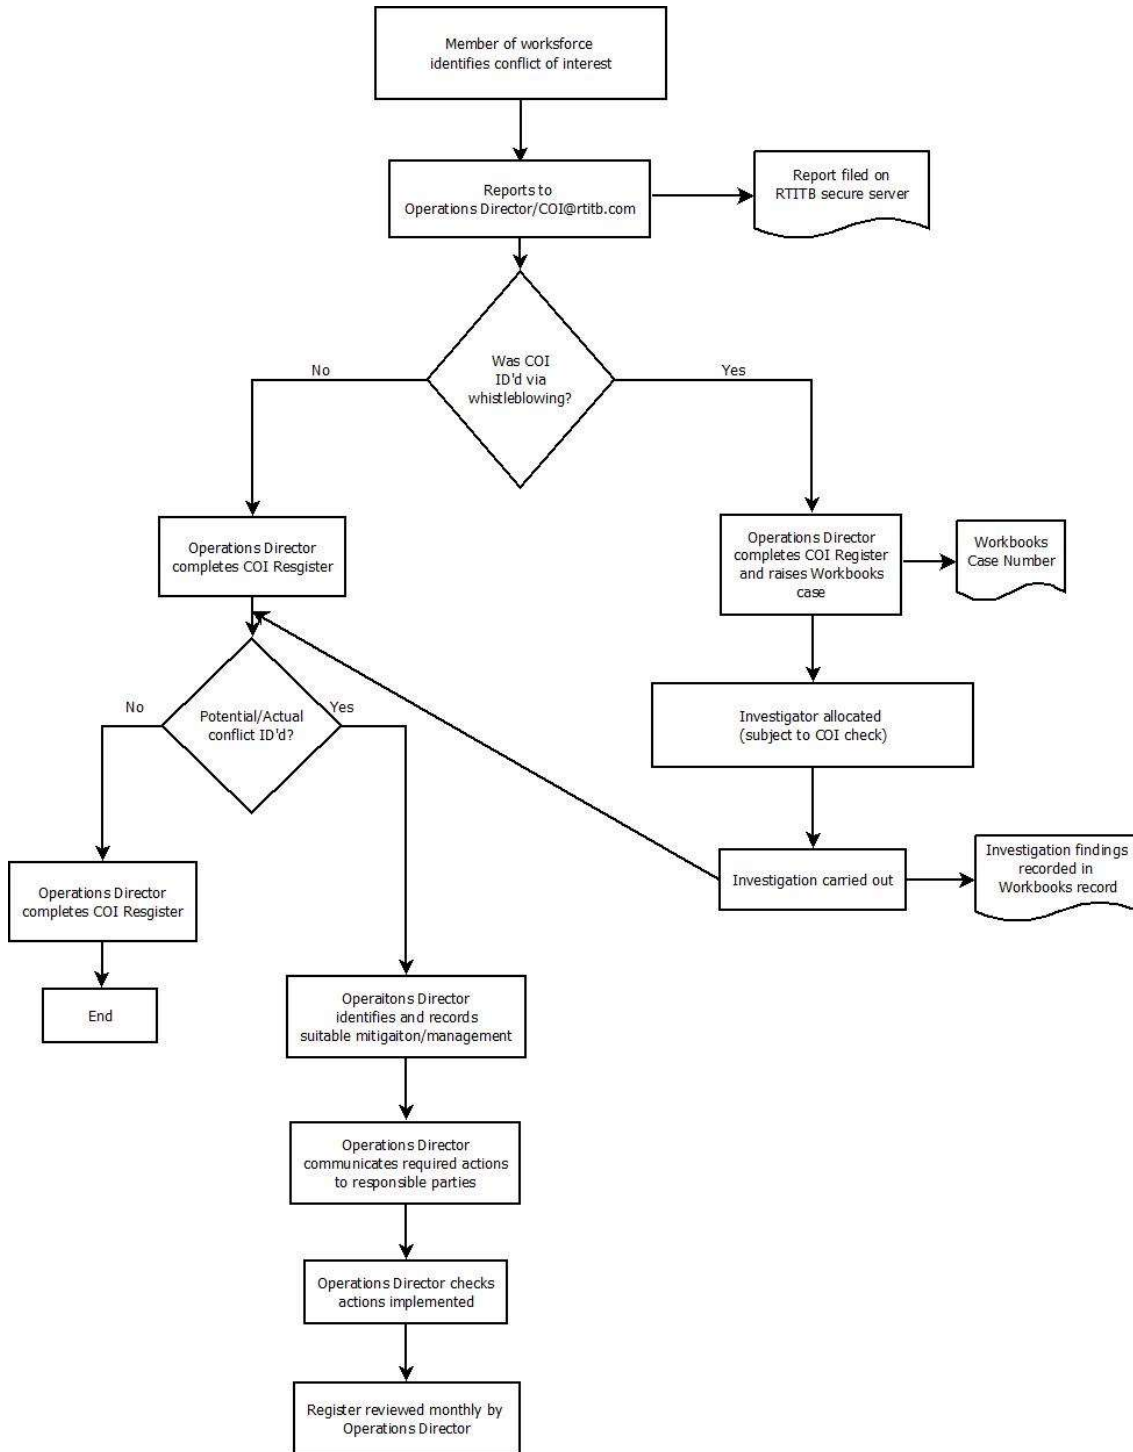 Member of worksforce
identifies conflict of interest
Reports to
Operations Director/COI@rtitb.com
Report filed on
RTITB secure server
Was COI
ID'd via
whistleblowing?
No
Yes
Operations Director
completes COI Resgister
Operations Director
completes COI Register
and raises Workbooks
case
Workbooks
Case Number
Potential/Actual
conflict ID'd?
No
Yes
Investigator allocated
(subject to COI check)
Investigation carried out
Investigation findings
recorded in
Workbooks record
Operations Director
completes COI Resgister
End
Operaitons Director
identifies and records
suitable mitigaiton/management
Operations Director
communicates required actions
to responsible parties
Operations Director checks
actions implemented
Register reviewed monthly by
Operations Director